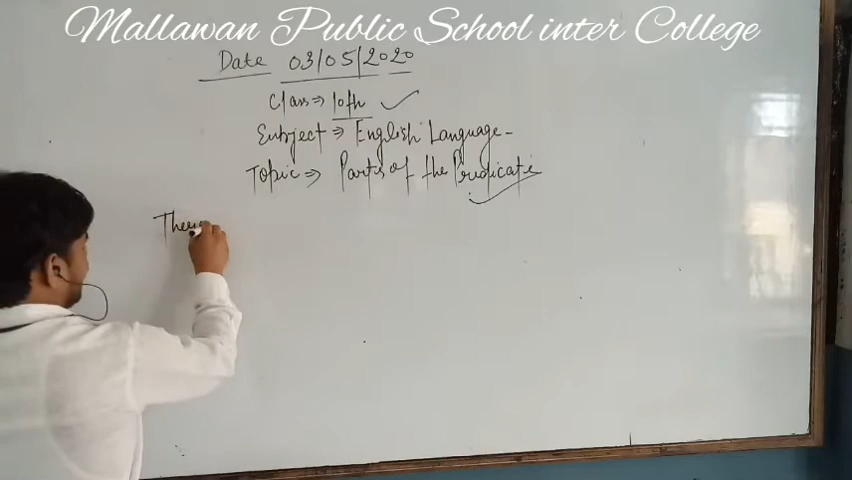 Mallawan Public School inter College
Date 03/05/2020
Class ⇒ 10th ✓
Subject ⇒ English Language -
Topic ⇒ Parts of the Predicate